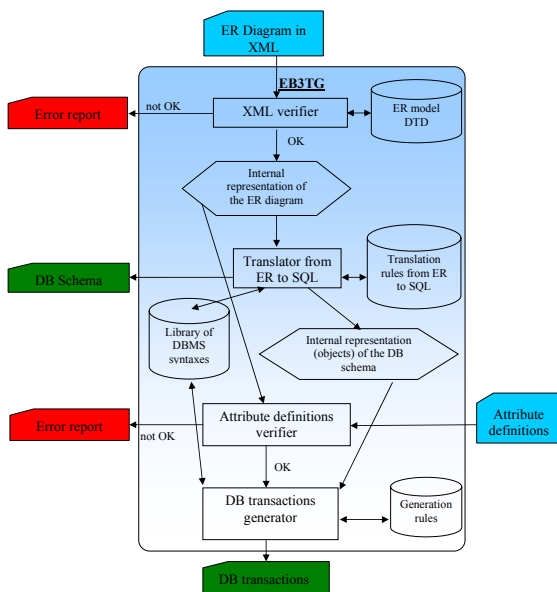 ER Diagram in
XML
EB3TG
Error report
not OK
XML verifier
ER model
DTD
OK
Internal
representation of
the ER diagram
DB Schema
Translator from
ER to SQL
Translation
rules from ER
to SQL
Library of
DBMS
syntaxes
Internal representation
(objects) of the DB
schema
Error report
not OK
Attribute definitions
verifier
Attribute
definitions
OK
DB transactions
generator
Generation
rules
DB transactions